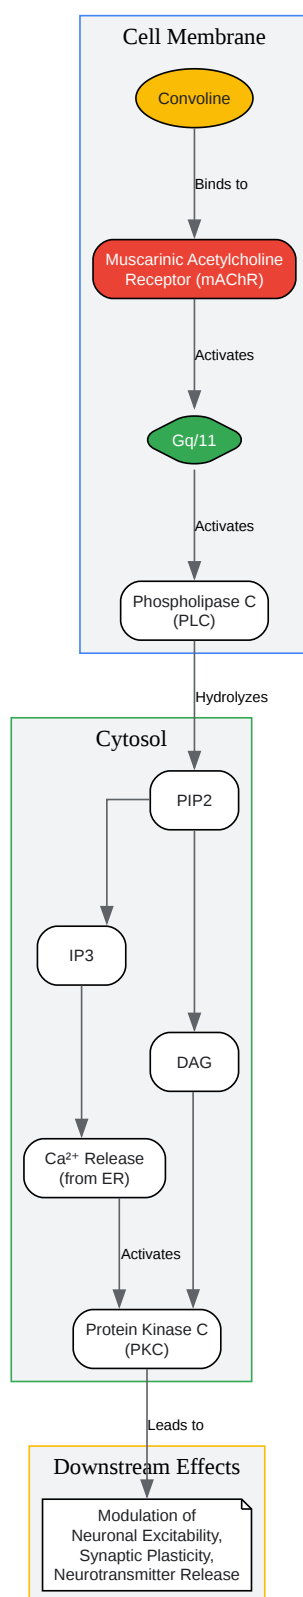 Cell Membrane
Convoline
Binds to
Muscarinic Acetylcholine
Receptor (mAChR)
Activates
Gq/11
Activates
Phospholipase C
(PLC)
Hydrolyzes
Cytosol
PIP2
IP3
DAG
Ca²⁺ Release
(from ER)
Activates
Protein Kinase C
(PKC)
Leads to
Downstream Effects
Modulation of
Neuronal Excitability,
Synaptic Plasticity,
Neurotransmitter Release